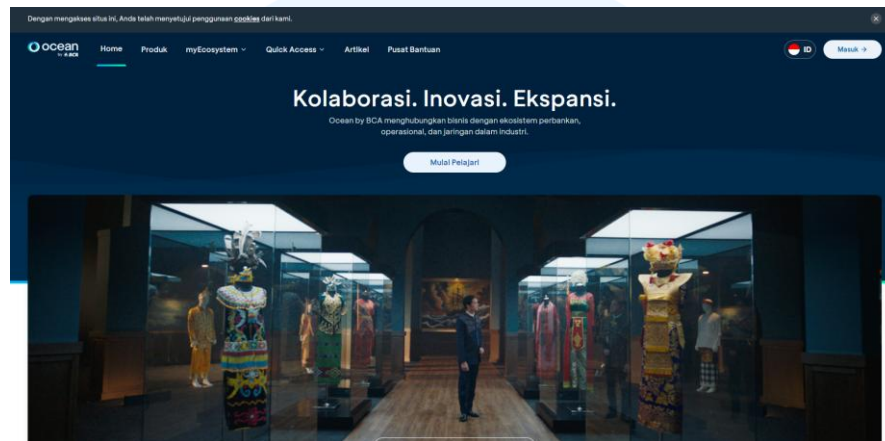 Dengan mengakses situs ini, Anda telah menyetujui penggunaan cookies dari kami.
ocean
by BCA
Home
Produk
myEcosystem
Quick Access
Artikel
Pusat Bantuan
ID
Masuk →
Kolaborasi. Inovasi. Ekspansi.
Ocean by BCA menghubungkan bisnis dengan ekosistem perbankan,
operasional, dan jaringan dalam industri.
Mulai Pelajari